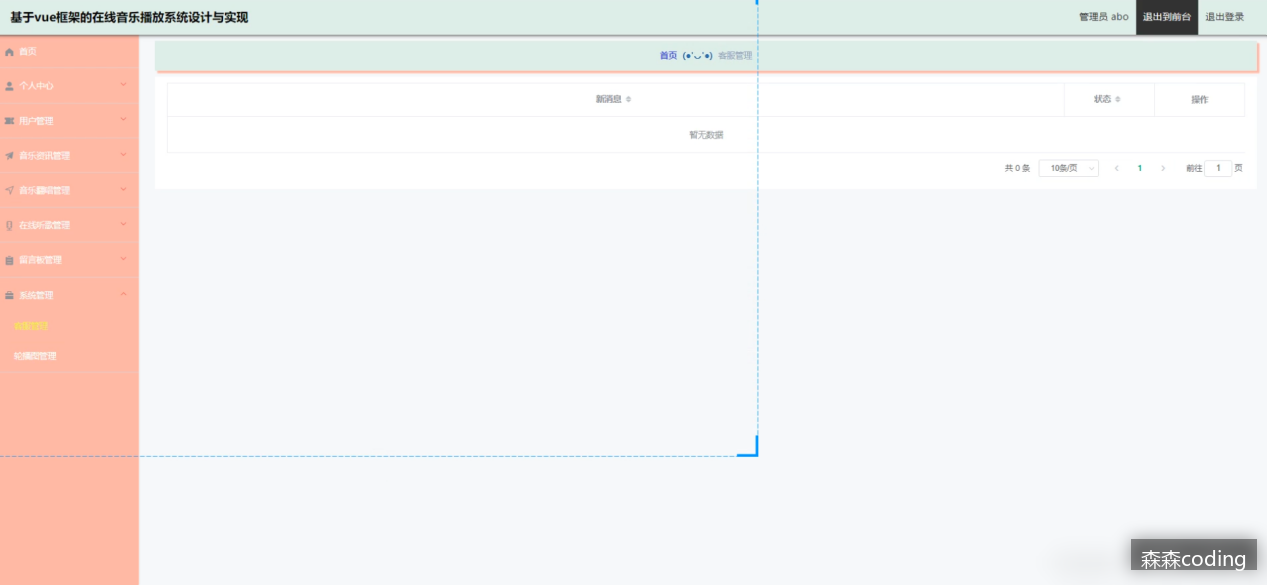 基于vue框架的在线音乐播放系统设计与实现
管理员 abo
退出到前台
退出登录
首页
个人中心
用户管理
音乐资讯管理
音乐翻唱管理
在线听歌管理
留言板管理
系统管理
客服管理
轮播图管理
首页 (●'◡'●) 客服管理
新消息 状态 操作
暂无数据
共 0 条 10条/页 1 前往 1 页
森森coding